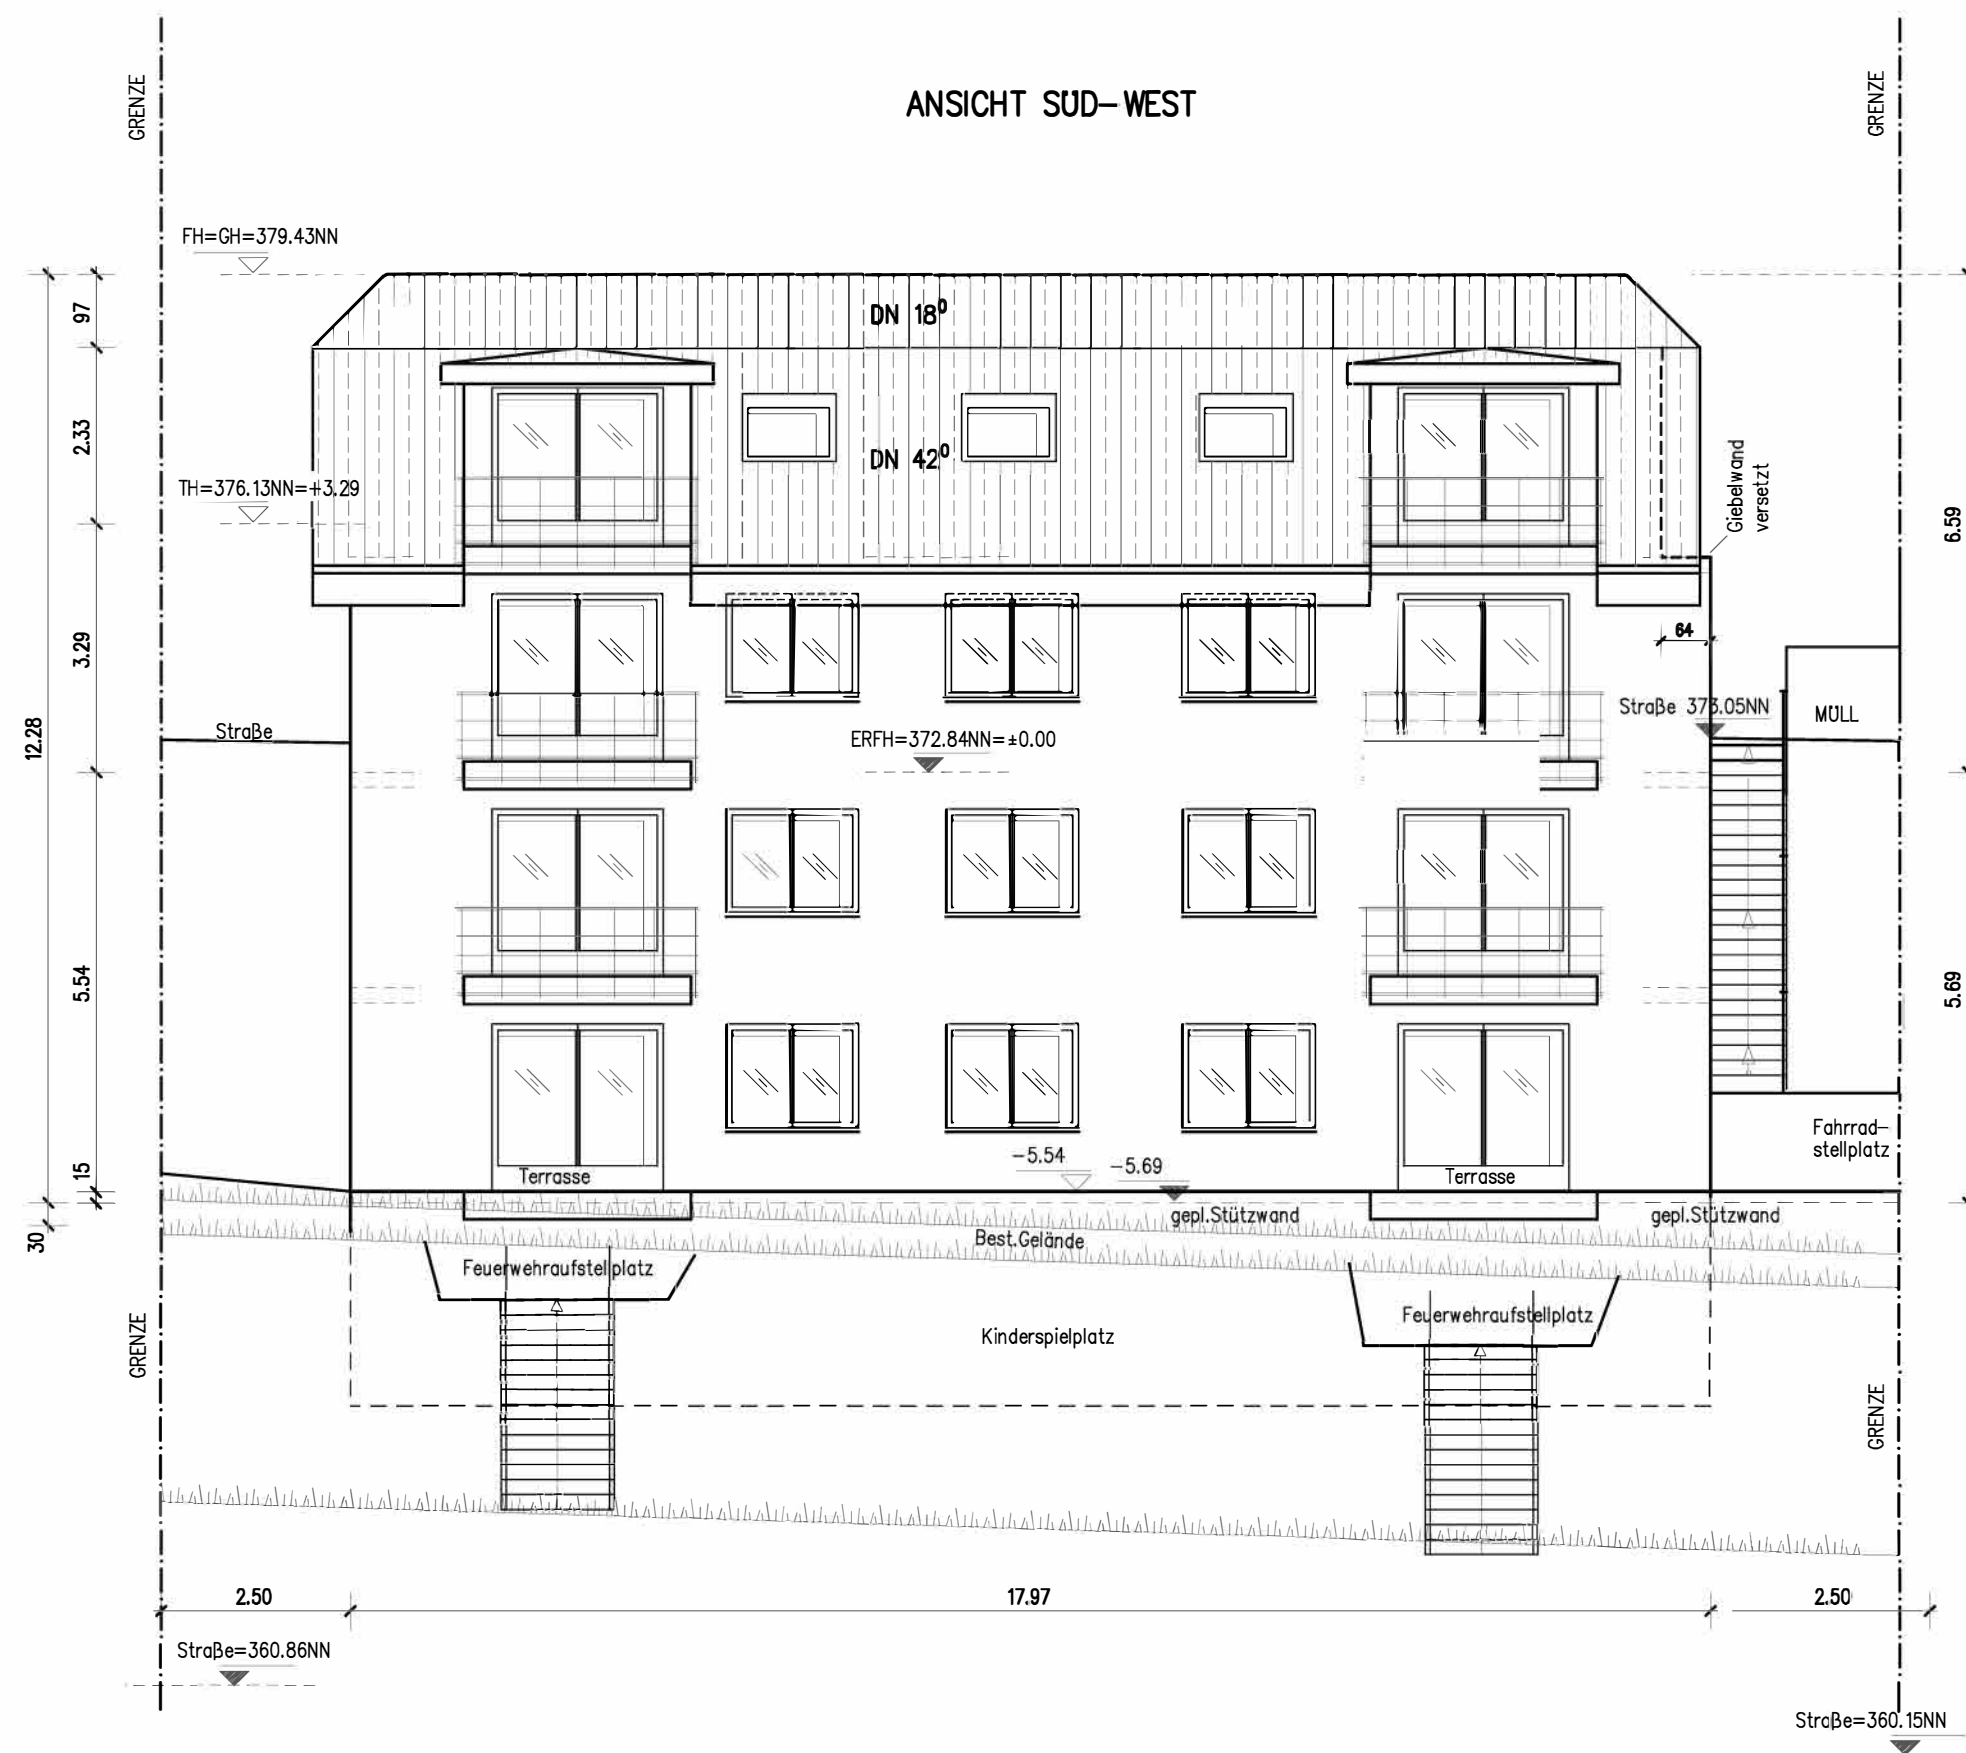 GRENZE
GRENZE
ANSICHT SÜD-WEST
FH=GH=379.43NN
97
DN 18⁰
2.33
DN 42⁰
TH=376.13NN=+3.29
Giebelwand
versetzt
6.59
3.29
64
12.28
Straße
Straße 373.05NN
MÜLL
ERFH=372.84NN=±0.00
5.54
5.69
Fahrrad-
stellplatz
-5.54
-5.69
15
Terrasse
Terrasse
gepl.Stützwand
gepl.Stützwand
30
Best.Gelände
Feuerwehraufstellplatz
Feuerwehraufstellplatz
Kinderspielplatz
GRENZE
GRENZE
2.50
17.97
2.50
Straße=360.86NN
Straße=360.15NN